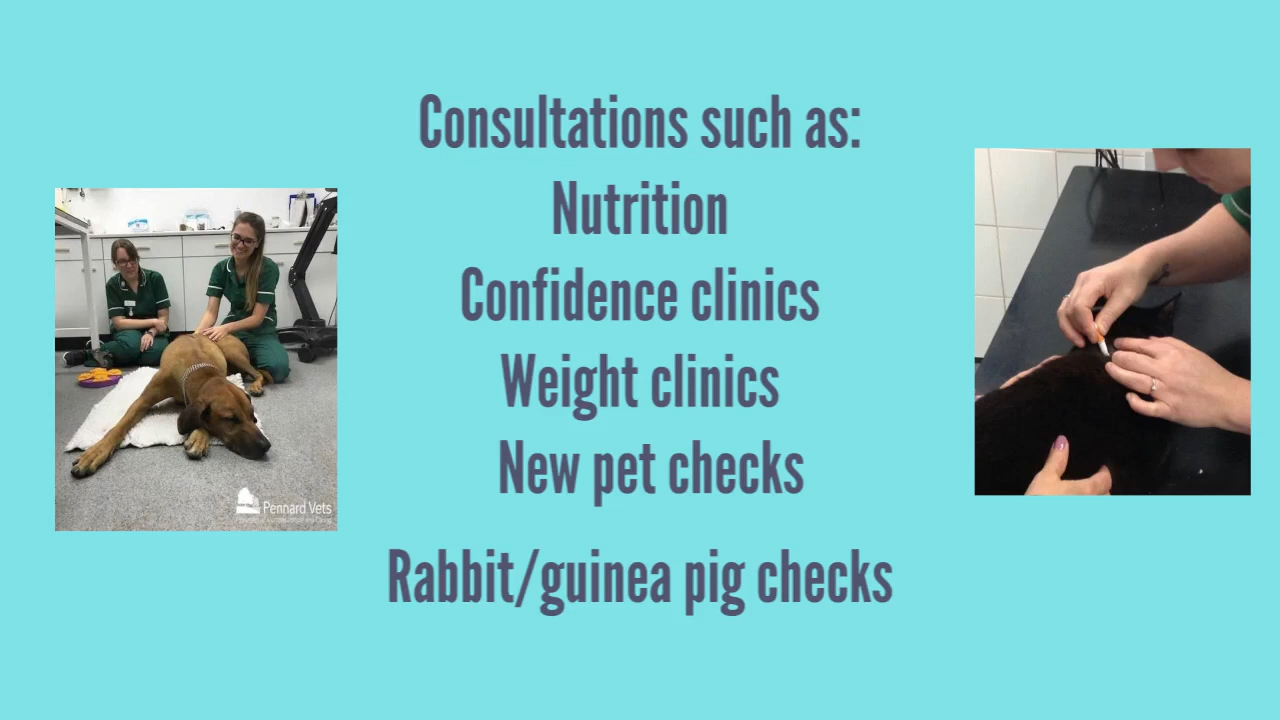 Consultations such as:
Nutrition
Confidence clinics
Weight clinics
New pet checks
Rabbit/guinea pig checks
Pennard Vets